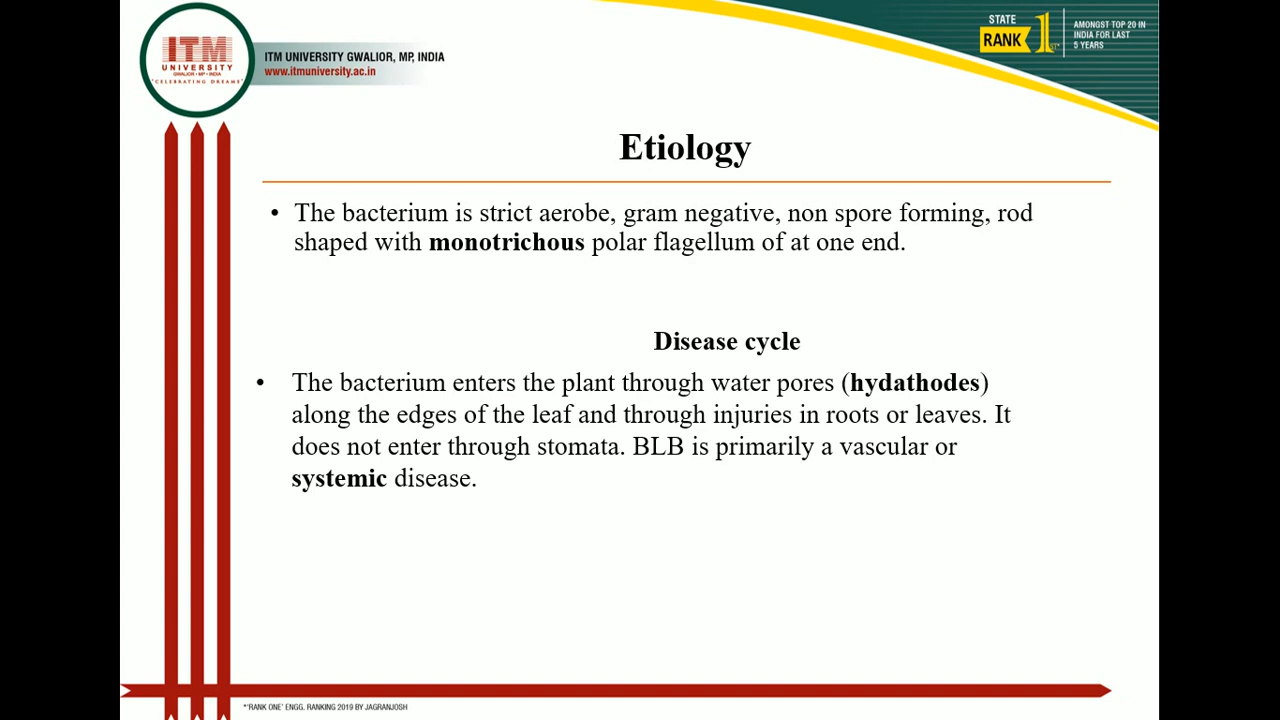 ITM
UNIVERSITY
GWALIOR • MP • INDIA
"CELEBRATING DREAMS"
ITM UNIVERSITY GWALIOR, MP, INDIA
www.itmuniversity.ac.in
STATE
RANK 1ST*
AMONGST TOP 20 IN
INDIA FOR LAST
5 YEARS
Etiology
• The bacterium is strict aerobe, gram negative, non spore forming, rod
shaped with monotrichous polar flagellum of at one end.
Disease cycle
• The bacterium enters the plant through water pores (hydathodes)
along the edges of the leaf and through injuries in roots or leaves. It
does not enter through stomata. BLB is primarily a vascular or
systemic disease.
*'RANK ONE' ENGG. RANKING 2019 BY JAGRANJOSH